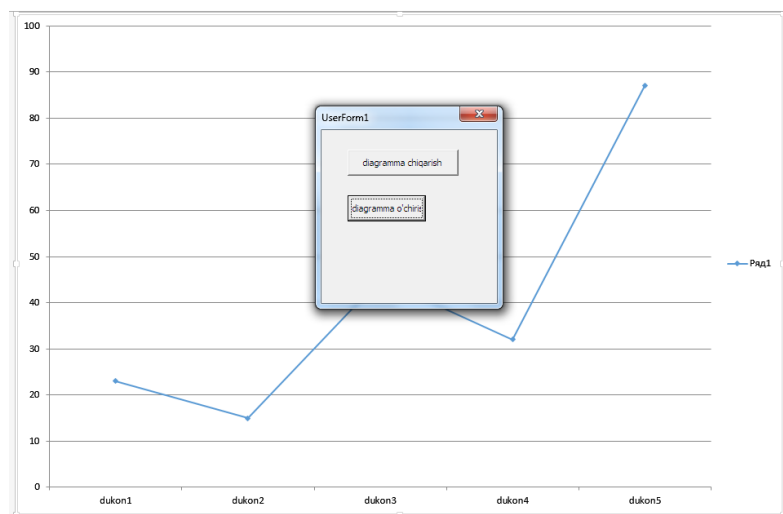 100
90
80
70
60
50
40
30
20
10
0
UserForm1
diagramma chiqarish
diagramma o'chiris
Ряд1
dukon1 dukon2 dukon3 dukon4 dukon5